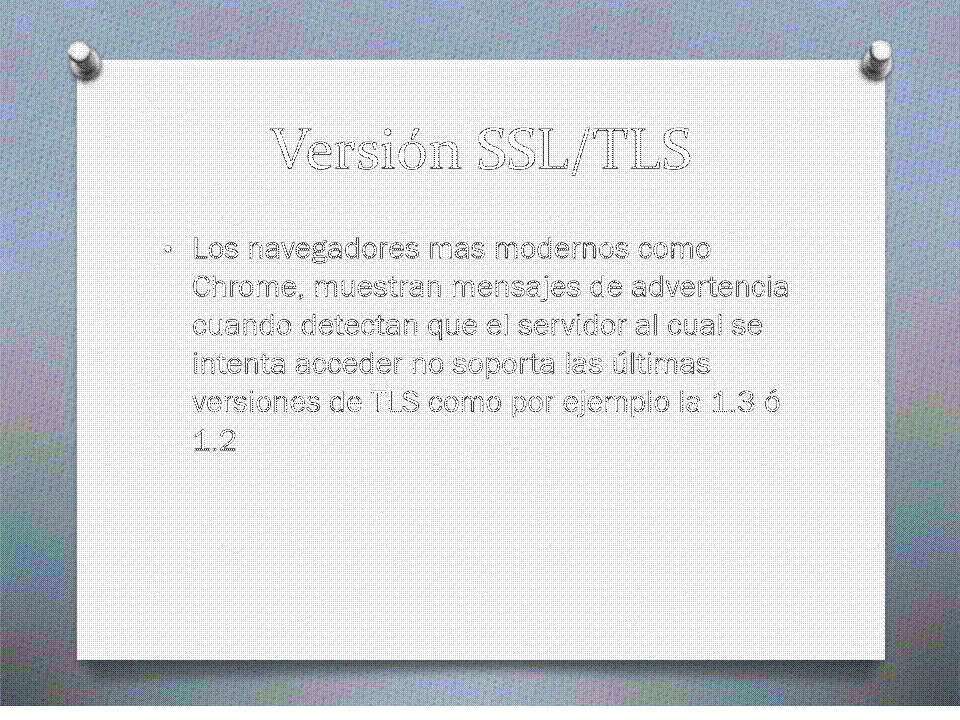 Versión SSL/TLS
• Los navegadores mas modernos como
Chrome, muestran mensajes de advertencia
cuando detectan que el servidor al cual se
intenta acceder no soporta las últimas
versiones de TLS como por ejemplo la 1.3 ó
1.2